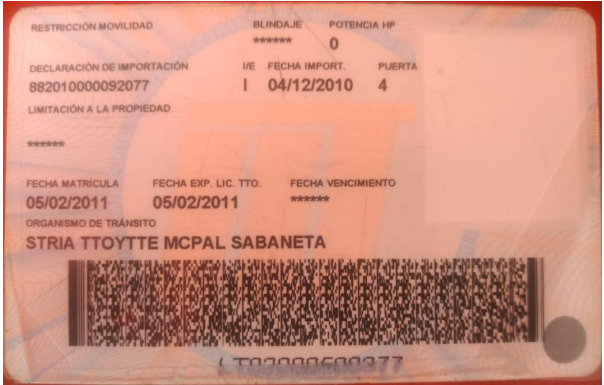 RESTRICCIÓN MOVILIDAD BLINDAJE POTENCIA HP
****** 0
DECLARACIÓN DE IMPORTACIÓN I/E FECHA IMPORT. PUERTA
882010000092077 I 04/12/2010 4
LIMITACIÓN A LA PROPIEDAD
******
FECHA MATRÍCULA FECHA EXP. LIC. TTO. FECHA VENCIMIENTO
05/02/2011 05/02/2011 ******
ORGANISMO DE TRÁNSITO
STRIA TTOYTTE MCPAL SABANETA